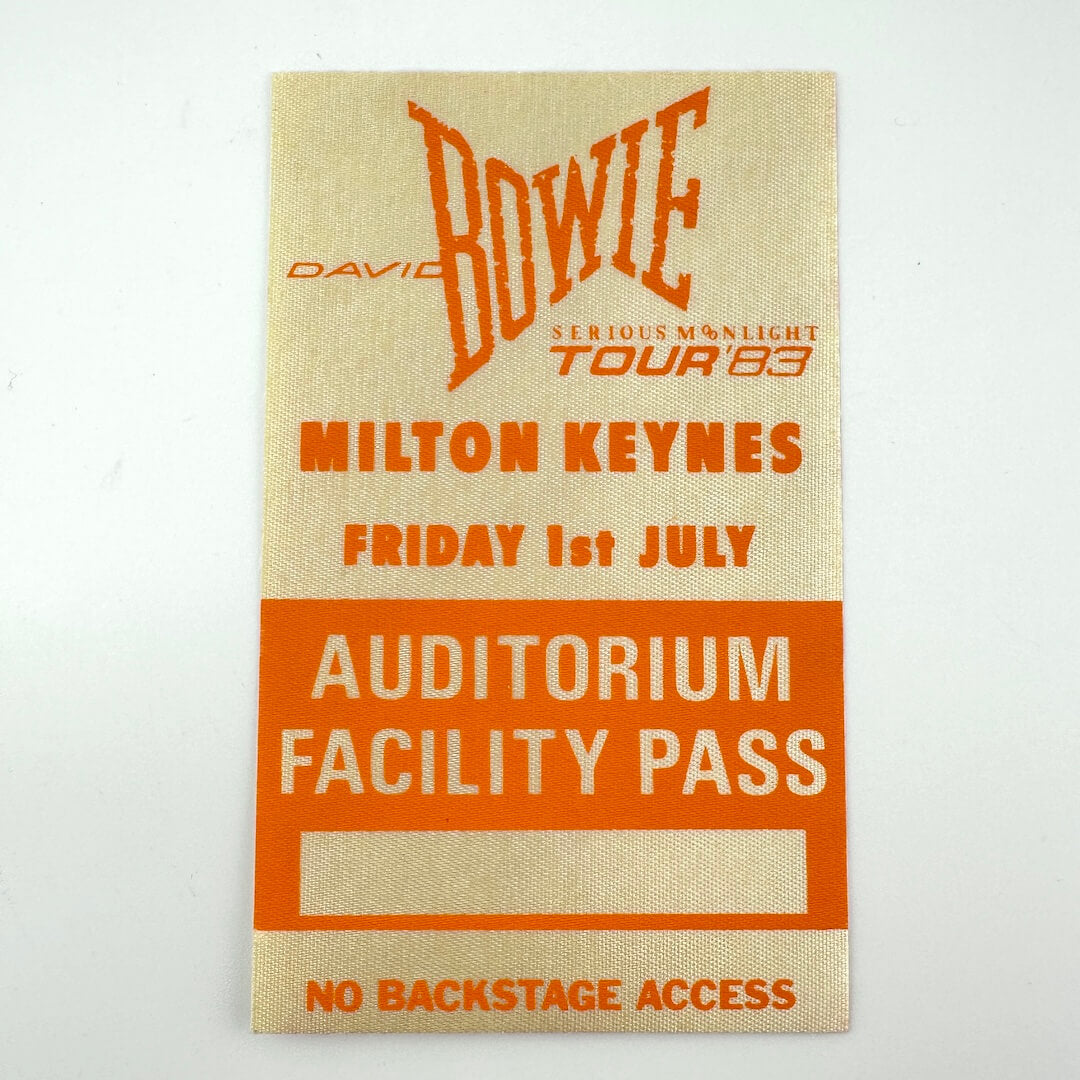 DAVID BOWIE
SERIOUS MOONLIGHT
TOUR '83
MILTON KEYNES
FRIDAY 1st JULY
AUDITORIUM
FACILITY PASS
NO BACKSTAGE ACCESS